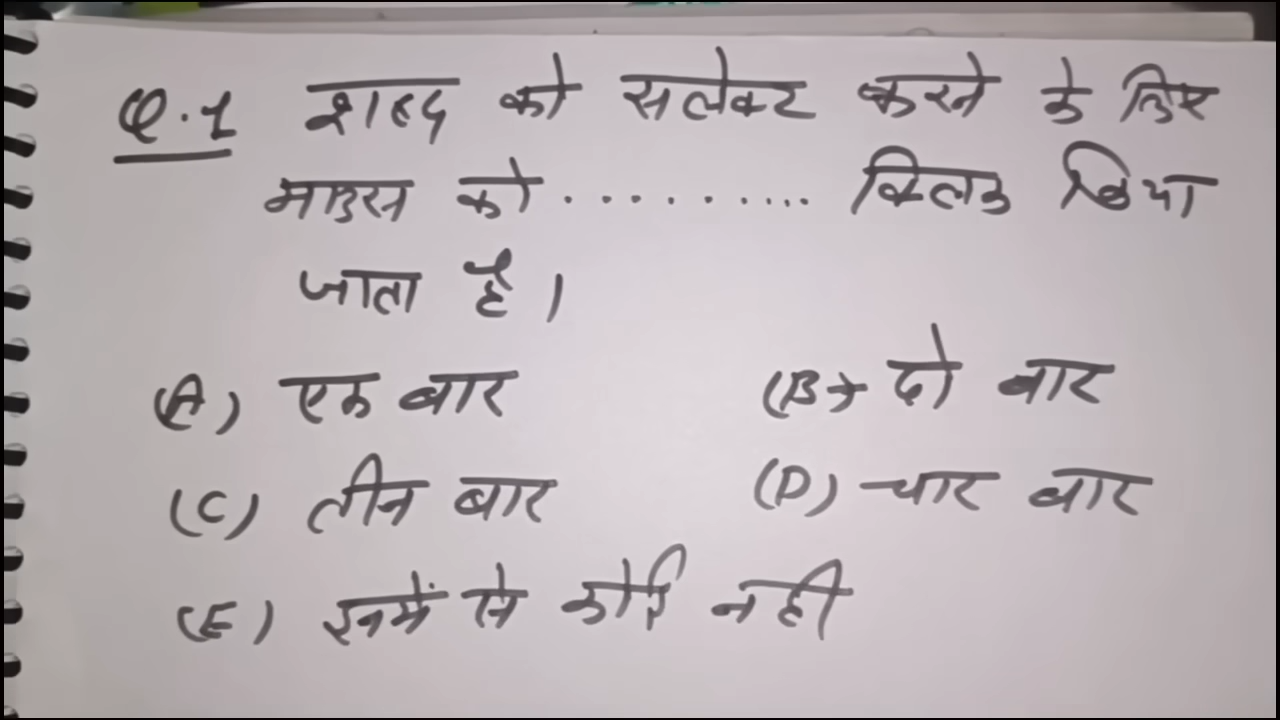 Q.1 शब्द को सलेक्ट करने के लिए
माउस को .......... क्लिक किया
जाता है।
(A) एक बार (B) दो बार
(C) तीन बार (D) चार बार
(E) इनमें से कोई नही